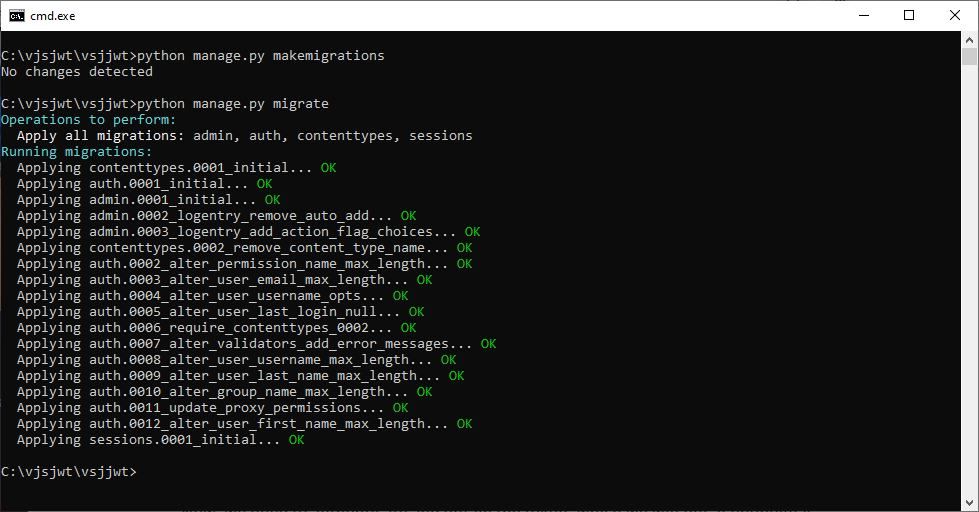 cmd.exe
C:\vjsjwt\vsjjwt>python manage.py makemigrations
No changes detected
C:\vjsjwt\vsjjwt>python manage.py migrate
Operations to perform:
Apply all migrations: admin, auth, contenttypes, sessions
Running migrations:
Applying contenttypes.0001_initial... OK
Applying auth.0001_initial... OK
Applying admin.0001_initial... OK
Applying admin.0002_logentry_remove_auto_add... OK
Applying admin.0003_logentry_add_action_flag_choices... OK
Applying contenttypes.0002_remove_content_type_name... OK
Applying auth.0002_alter_permission_name_max_length... OK
Applying auth.0003_alter_user_email_max_length... OK
Applying auth.0004_alter_user_username_opts... OK
Applying auth.0005_alter_user_last_login_null... OK
Applying auth.0006_require_contenttypes_0002... OK
Applying auth.0007_alter_validators_add_error_messages... OK
Applying auth.0008_alter_user_username_max_length... OK
Applying auth.0009_alter_user_last_name_max_length... OK
Applying auth.0010_alter_group_name_max_length... OK
Applying auth.0011_update_proxy_permissions... OK
Applying auth.0012_alter_user_first_name_max_length... OK
Applying sessions.0001_initial... OK
C:\vjsjwt\vsjjwt>